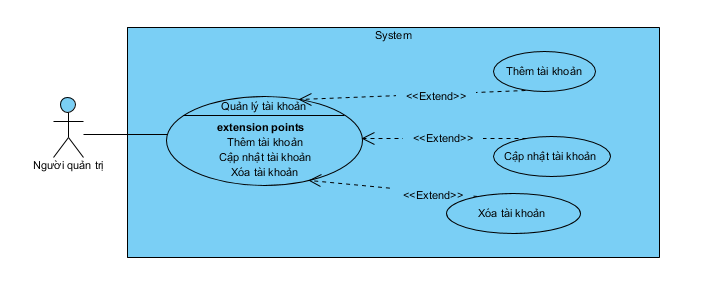 System
Thêm tài khoản
<<Extend>>
Quản lý tài khoản
extension points
Thêm tài khoản
Cập nhật tài khoản
Xóa tài khoản
<<Extend>>
Cập nhật tài khoản
Người quản trị
<<Extend>>
Xóa tài khoản